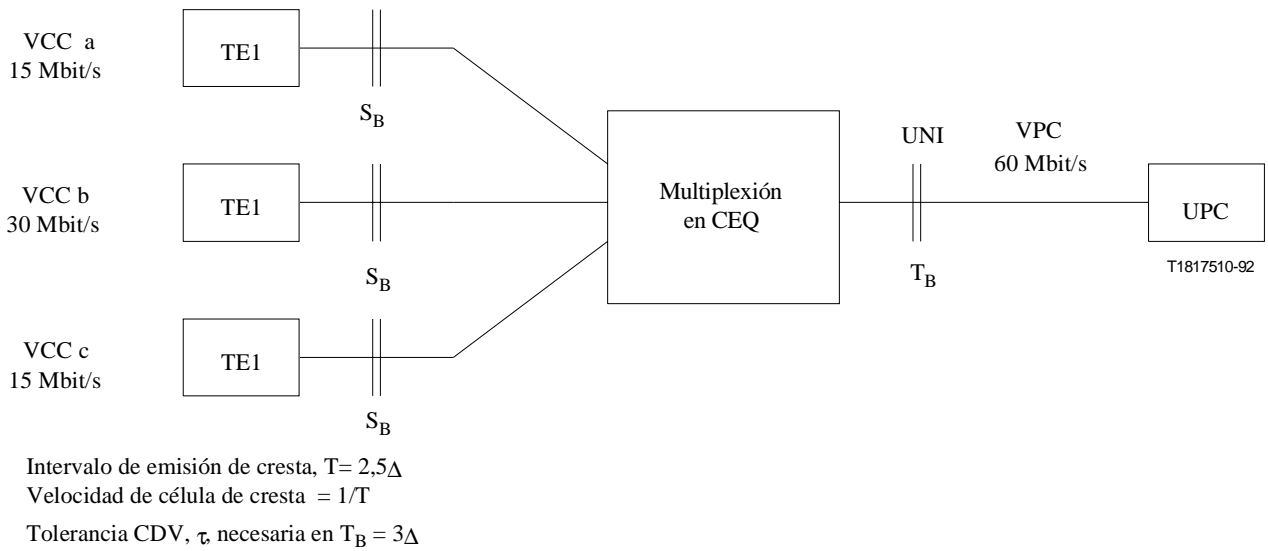 VCC a
15 Mbit/s
TE1
S_B
VCC b
30 Mbit/s
TE1
S_B
VCC c
15 Mbit/s
TE1
S_B
Multiplexión
en CEQ
UNI
T_B
VPC
60 Mbit/s
UPC
T1817510-92
Intervalo de emisión de cresta, T= 2,5Δ
Velocidad de célula de cresta = 1/T
Tolerancia CDV, τ, necesaria en T_B = 3Δ